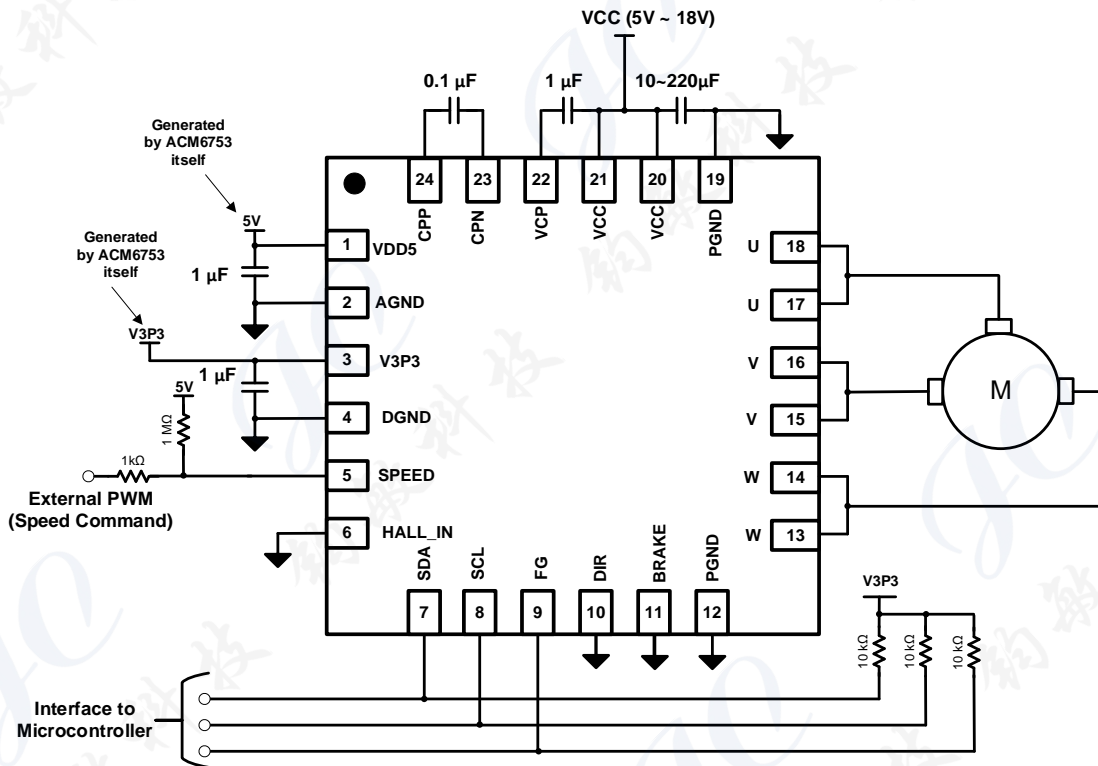 VCC (5V ~ 18V)
0.1 µF
1 µF
10~220µF
Generated
by ACM6753
itself
24
23
22
21
20
19
CPP
CPN
VCP
VCC
VCC
PGND
5V
1
VDD5
1 µF
2
AGND
Generated
by ACM6753
itself
V3P3
3
V3P3
1 µF
4
DGND
5V
1 MΩ
1kΩ
5
SPEED
External PWM
(Speed Command)
6
HALL_IN
U
18
U
17
V
16
V
15
W
14
W
13
M
SDA
SCL
FG
DIR
BRAKE
PGND
7
8
9
10
11
12
V3P3
10 kΩ
10 kΩ
10 kΩ
Interface to
Microcontroller